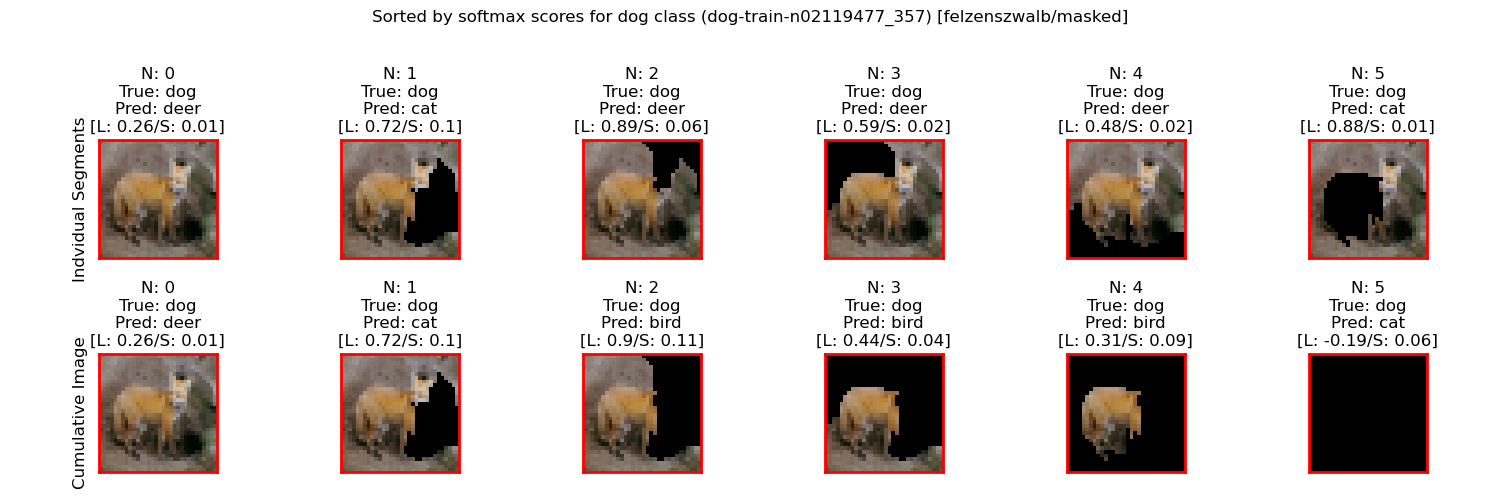 Sorted by softmax scores for dog class (dog-train-n02119477_357) [felzenszwalb/masked]
Indvidual Segments
N: 0
True: dog
Pred: deer
[L: 0.26/S: 0.01]
N: 1
True: dog
Pred: cat
[L: 0.72/S: 0.1]
N: 2
True: dog
Pred: deer
[L: 0.89/S: 0.06]
N: 3
True: dog
Pred: deer
[L: 0.59/S: 0.02]
N: 4
True: dog
Pred: deer
[L: 0.48/S: 0.02]
N: 5
True: dog
Pred: cat
[L: 0.88/S: 0.01]
Cumulative Image
N: 0
True: dog
Pred: deer
[L: 0.26/S: 0.01]
N: 1
True: dog
Pred: cat
[L: 0.72/S: 0.1]
N: 2
True: dog
Pred: bird
[L: 0.9/S: 0.11]
N: 3
True: dog
Pred: bird
[L: 0.44/S: 0.04]
N: 4
True: dog
Pred: bird
[L: 0.31/S: 0.09]
N: 5
True: dog
Pred: cat
[L: -0.19/S: 0.06]